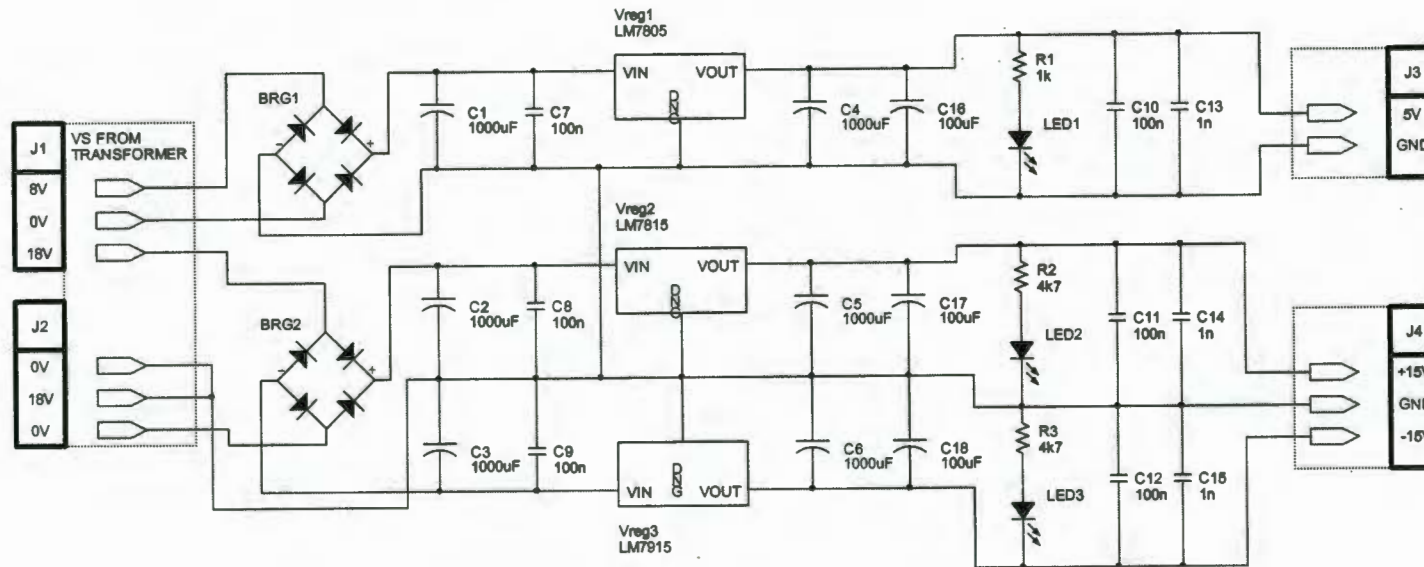 Vreg1
LM7805
VIN VOUT
GND
BRG1
C1
1000uF
C7
100n
C4
1000uF
C16
100uF
R1
1k
LED1
C10
100n
C13
1n
J3
5V
GND
J1
VS FROM
TRANSFORMER
8V
0V
18V
Vreg2
LM7815
VIN VOUT
GND
BRG2
C2
1000uF
C8
100n
C5
1000uF
C17
100uF
R2
4k7
LED2
C11
100n
C14
1n
J2
0V
18V
0V
J4
+15V
GND
-15V
C3
1000uF
C9
100n
GND
VIN VOUT
C6
1000uF
C18
100uF
R3
4k7
LED3
C12
100n
C15
1n
Vreg3
LM7915